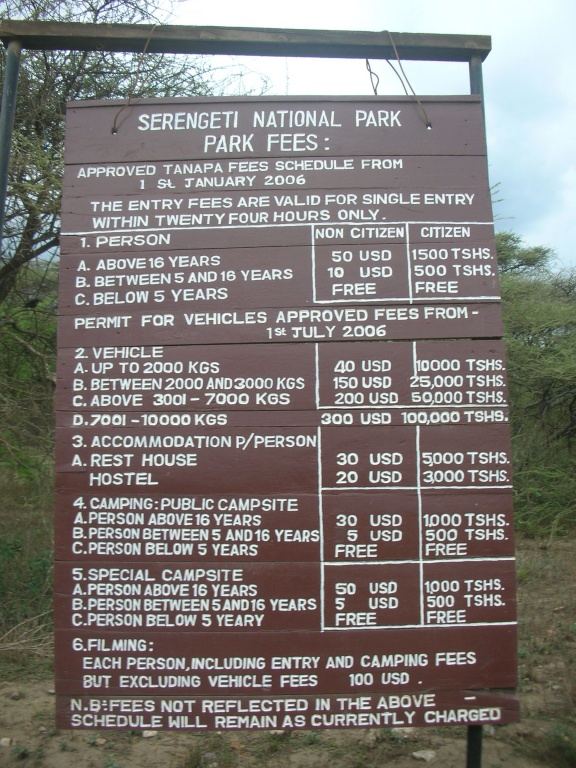 SERENGETI NATIONAL PARK
PARK FEES:
APPROVED TANAPA FEES SCHEDULE FROM
1 St. JANUARY 2006
THE ENTRY FEES ARE VALID FOR SINGLE ENTRY
WITHIN TWENTY FOUR HOURS ONLY.
1. PERSON NON CITIZEN CITIZEN
A. ABOVE 16 YEARS 50 USD 1500 TSHS.
B. BETWEEN 5 AND 16 YEARS 10 USD 500 TSHS.
C. BELOW 5 YEARS FREE FREE
PERMIT FOR VEHICLES APPROVED FEES FROM -
1st JULY 2006
2. VEHICLE
A. UP TO 2000 KGS 40 USD 10000 TSHS.
B. BETWEEN 2000 AND 3000 KGS 150 USD 25,000 TSHS.
C. ABOVE 3001 - 7000 KGS 200 USD 50,000 TSHS.
D. 7001 - 10000 KGS 300 USD 100,000 TSHS.
3. ACCOMMODATION P/PERSON
A. REST HOUSE 30 USD 5,000 TSHS.
HOSTEL 20 USD 3,000 TSHS.
4. CAMPING: PUBLIC CAMPSITE
A. PERSON ABOVE 16 YEARS 30 USD 1,000 TSHS.
B. PERSON BETWEEN 5 AND 16 YEARS 5 USD 500 TSHS.
C. PERSON BELOW 5 YEARS FREE FREE
5. SPECIAL CAMPSITE
A. PERSON ABOVE 16 YEARS 50 USD 1,000 TSHS.
B. PERSON BETWEEN 5 AND 16 YEARS 5 USD 500 TSHS.
C. PERSON BELOW 5 YEARY FREE FREE
6. FILMING:
EACH PERSON, INCLUDING ENTRY AND CAMPING FEES
BUT EXCLUDING VEHICLE FEES 100 USD.
N.B: FEES NOT REFLECTED IN THE ABOVE -
SCHEDULE WILL REMAIN AS CURRENTLY CHARGED